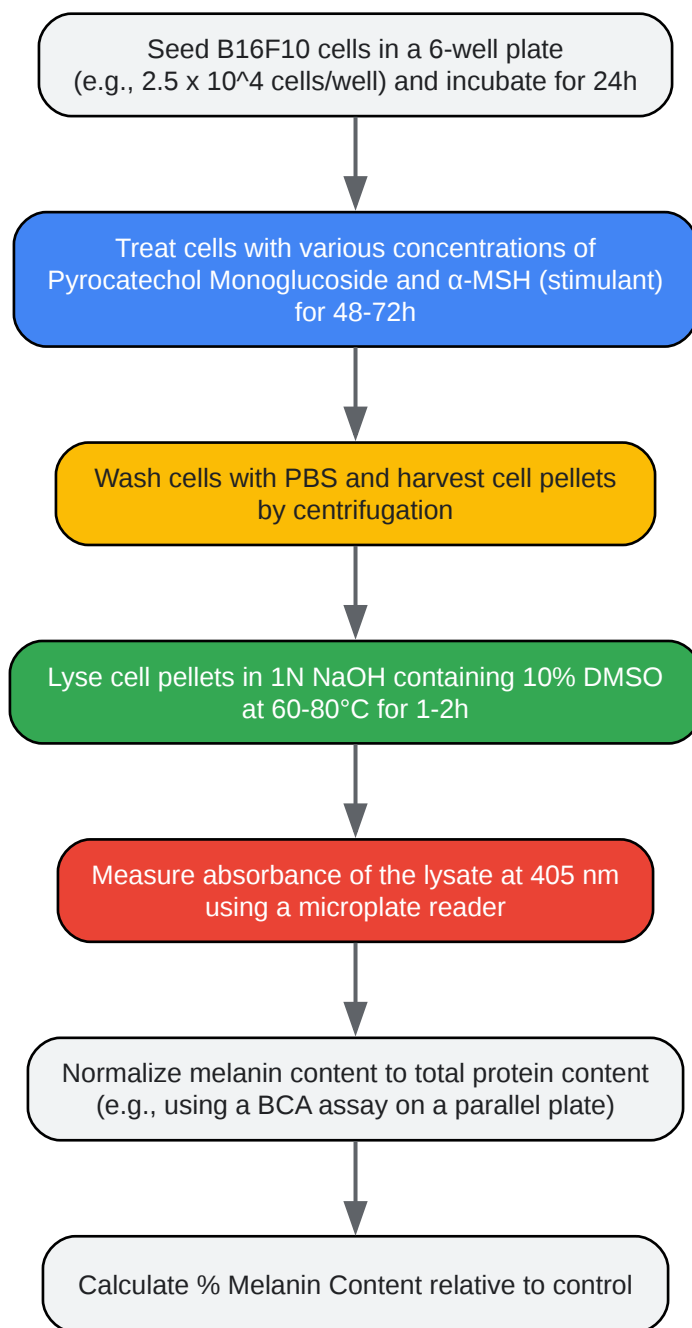 Seed B16F10 cells in a 6-well plate
(e.g., 2.5 x 10^4 cells/well) and incubate for 24h
Treat cells with various concentrations of
Pyrocatechol Monoglucoside and α-MSH (stimulant)
for 48-72h
Wash cells with PBS and harvest cell pellets
by centrifugation
Lyse cell pellets in 1N NaOH containing 10% DMSO
at 60-80°C for 1-2h
Measure absorbance of the lysate at 405 nm
using a microplate reader
Normalize melanin content to total protein content
(e.g., using a BCA assay on a parallel plate)
Calculate % Melanin Content relative to control